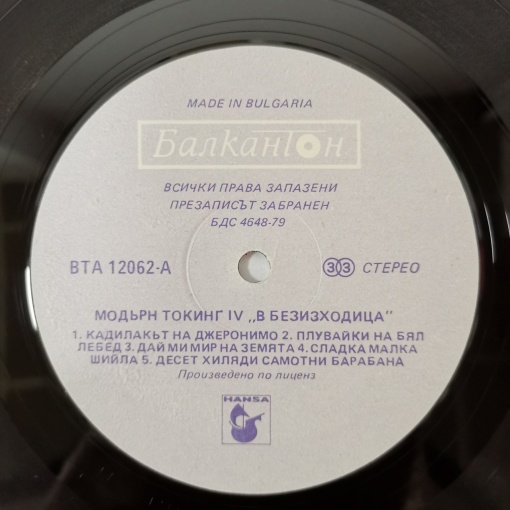 MADE IN BULGARIA
Балкантон
ВСИЧКИ ПРАВА ЗАПАЗЕНИ
ПРЕЗАПИСЪТ ЗАБРАНЕН
БДС 4648-79
ВТА 12062-А
33 СТЕРЕО
МОДЪРН ТОКИНГ IV „В БЕЗИЗХОДИЦА"
1. КАДИЛАКЪТ НА ДЖЕРОНИМО 2. ПЛУВАЙКИ НА БЯЛ
ЛЕБЕД 3. ДАЙ МИ МИР НА ЗЕМЯТА 4. СЛАДКА МАЛКА
ШИЙЛА 5. ДЕСЕТ ХИЛЯДИ САМОТНИ БАРАБАНА
Произведено по лиценз
HANSA